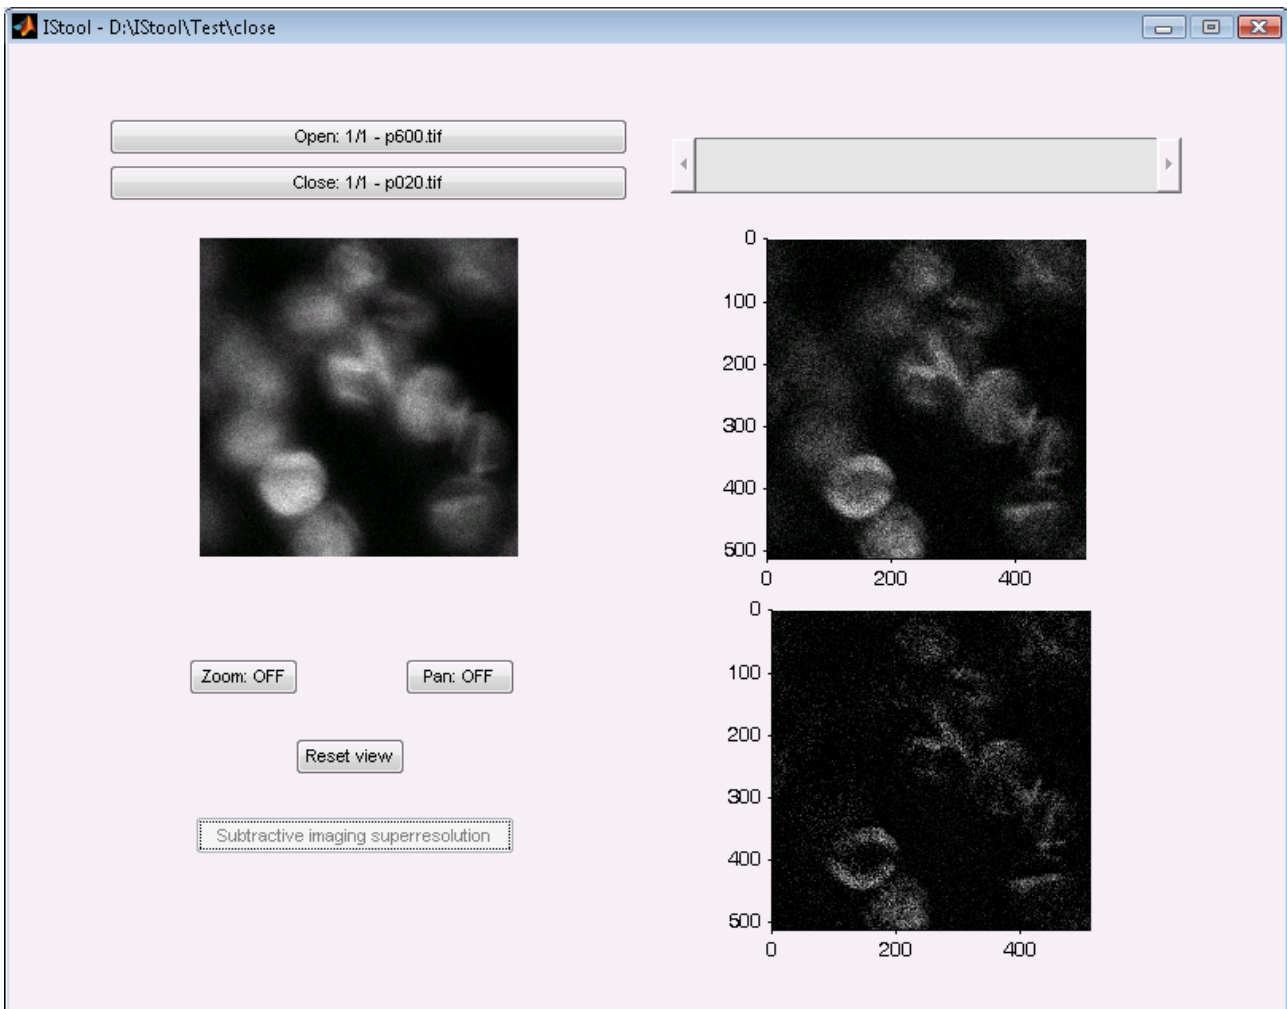 IStool - D:\IStool\Test\close
Open: 1/1 - p600.tif
Close: 1/1 - p020.tif
0
100
200
300
400
500
0 200 400
0
100
200
300
400
500
0 200 400
Zoom: OFF Pan: OFF
Reset view
Subtractive imaging superresolution